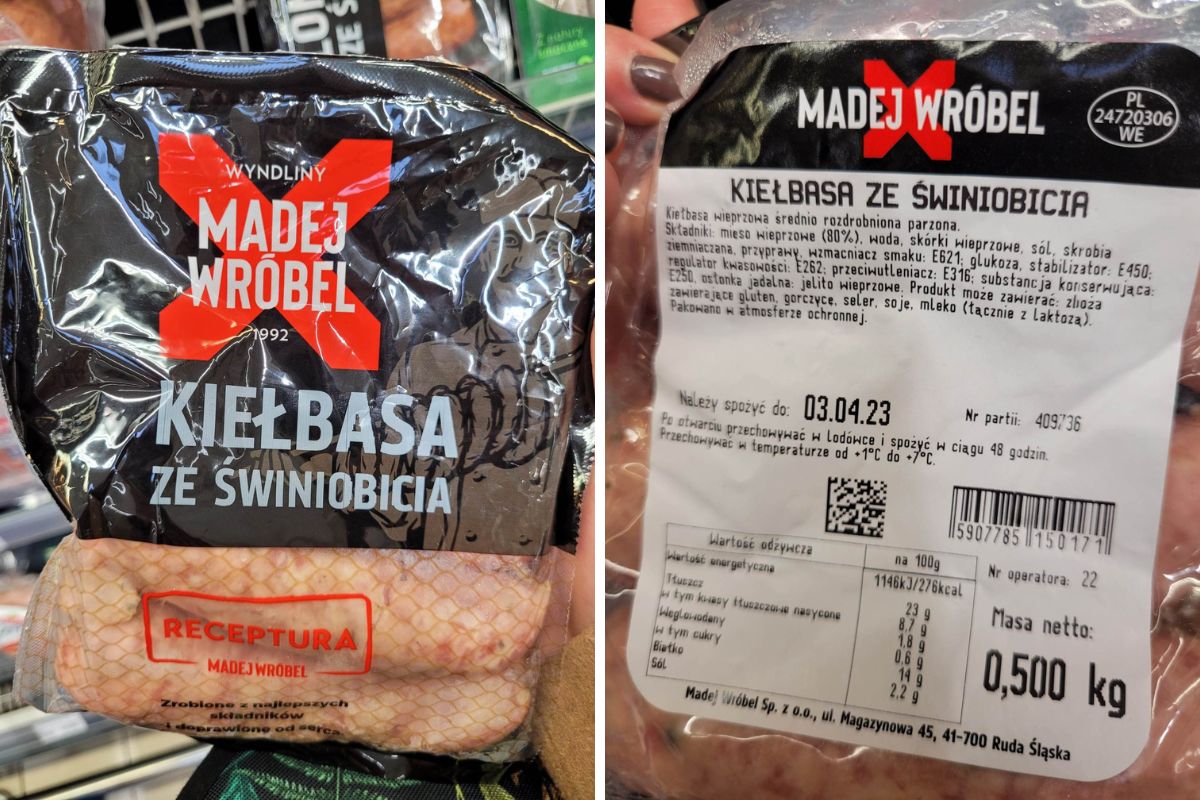 Z natury
smaczne
WYNDLINY
MADEJ
WRÓBEL
1992
KIEŁBASA
ZE ŚWINIOBICIA
RECEPTURA
MADEJ WRÓBEL
Zrobione z najlepszych
składników
i doprawione od serca
MADEJ WRÓBEL
PL
24720306
WE
KIEŁBASA ZE ŚWINIOBICIA
Kiełbasa wieprzowa średnio rozdrobniona parzona.
Składniki: mięso wieprzowe (80%), woda, skórki wieprzowe, sól, skrobia
ziemniaczana, przyprawy, wzmacniacz smaku: E621; glukoza, stabilizator: E450;
regulator kwasowości: E262; przeciwutleniacz: E316; substancja konserwująca:
E250, osłonka jadalna: jelito wieprzowe. Produkt może zawierać: zboża
zawierające gluten, gorczycę, seler, soję, mleko (łącznie z laktozą).
Pakowano w atmosferze ochronnej.
Należy spożyć do: 03.04.23
Nr partii: 409736
Po otwarciu przechowywać w lodówce i spożyć w ciągu 48 godzin.
Przechowywać w temperaturze od +1°C do +7°C.
5907785 150171
Wartość odżywcza na 100g
Wartość energetyczna 1146kJ/276kcal
Tłuszcz 23 g
w tym kwasy tłuszczowe nasycone 8,7 g
Węglowodany 1,8 g
w tym cukry 0,6 g
Białko 14 g
Sól 2,2 g
Nr operatora: 22
Masa netto:
0,500 kg
Madej Wróbel Sp. z o.o., ul. Magazynowa 45, 41-700 Ruda Śląska